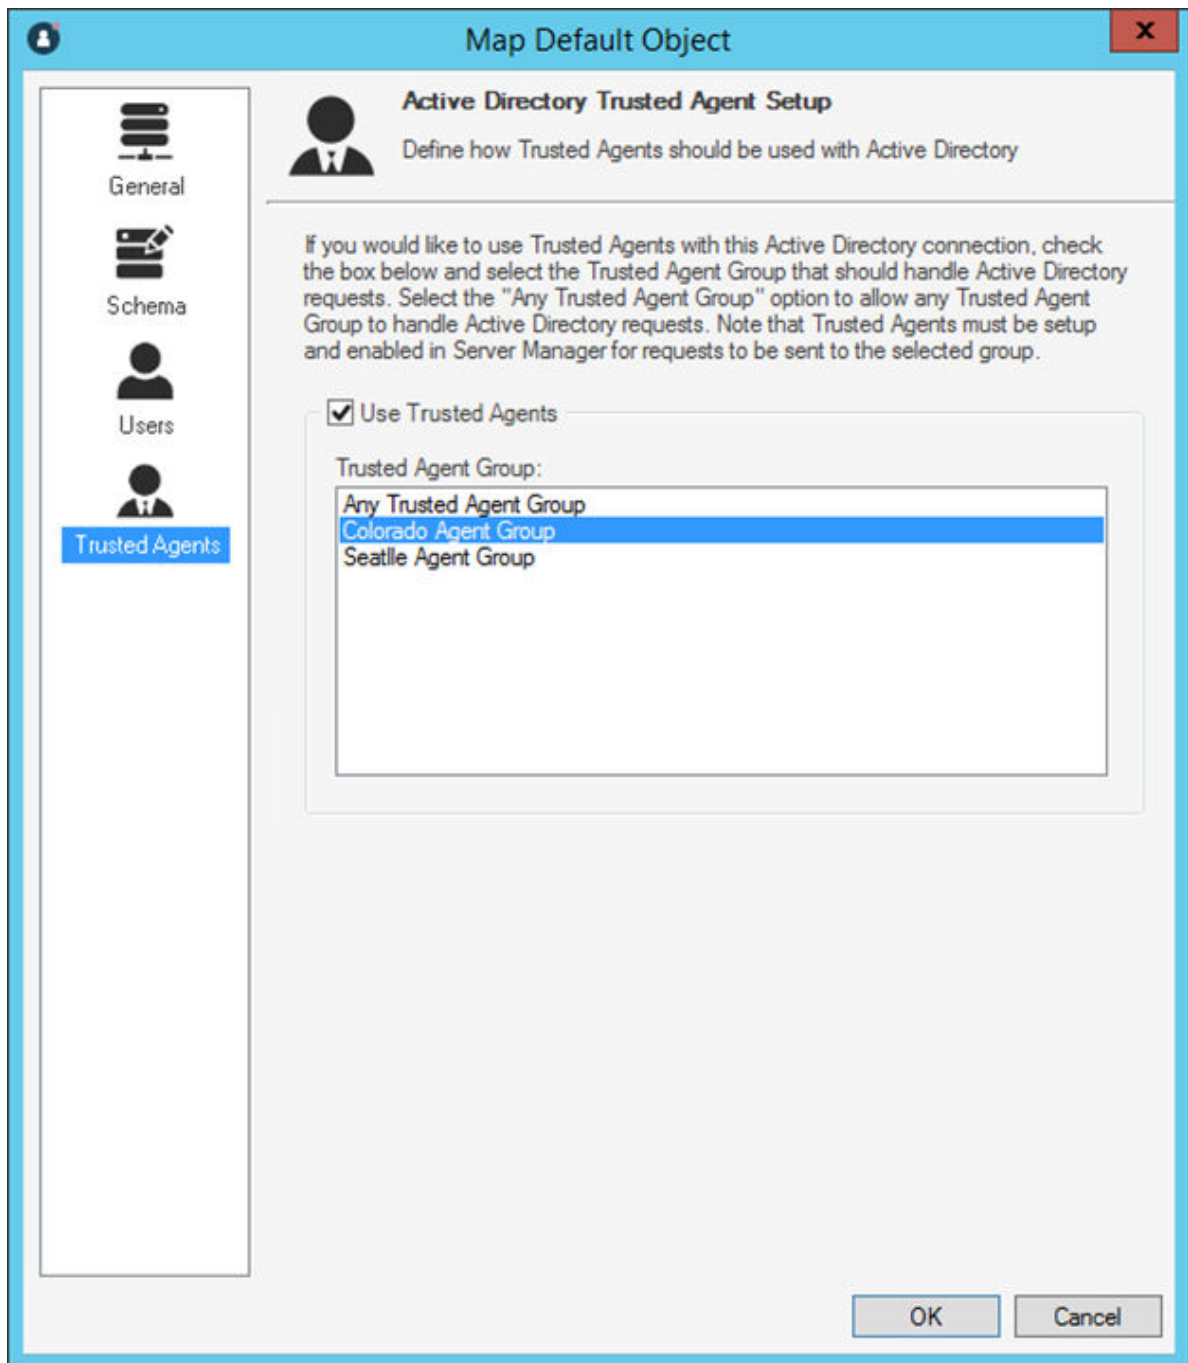 Map Default Object
x
General
Schema
Users
Trusted Agents
Active Directory Trusted Agent Setup
Define how Trusted Agents should be used with Active Directory
If you would like to use Trusted Agents with this Active Directory connection, check
the box below and select the Trusted Agent Group that should handle Active Directory
requests. Select the "Any Trusted Agent Group" option to allow any Trusted Agent
Group to handle Active Directory requests. Note that Trusted Agents must be setup
and enabled in Server Manager for requests to be sent to the selected group.
Use Trusted Agents
Trusted Agent Group:
Any Trusted Agent Group
Colorado Agent Group
Seatlle Agent Group
OK
Cancel